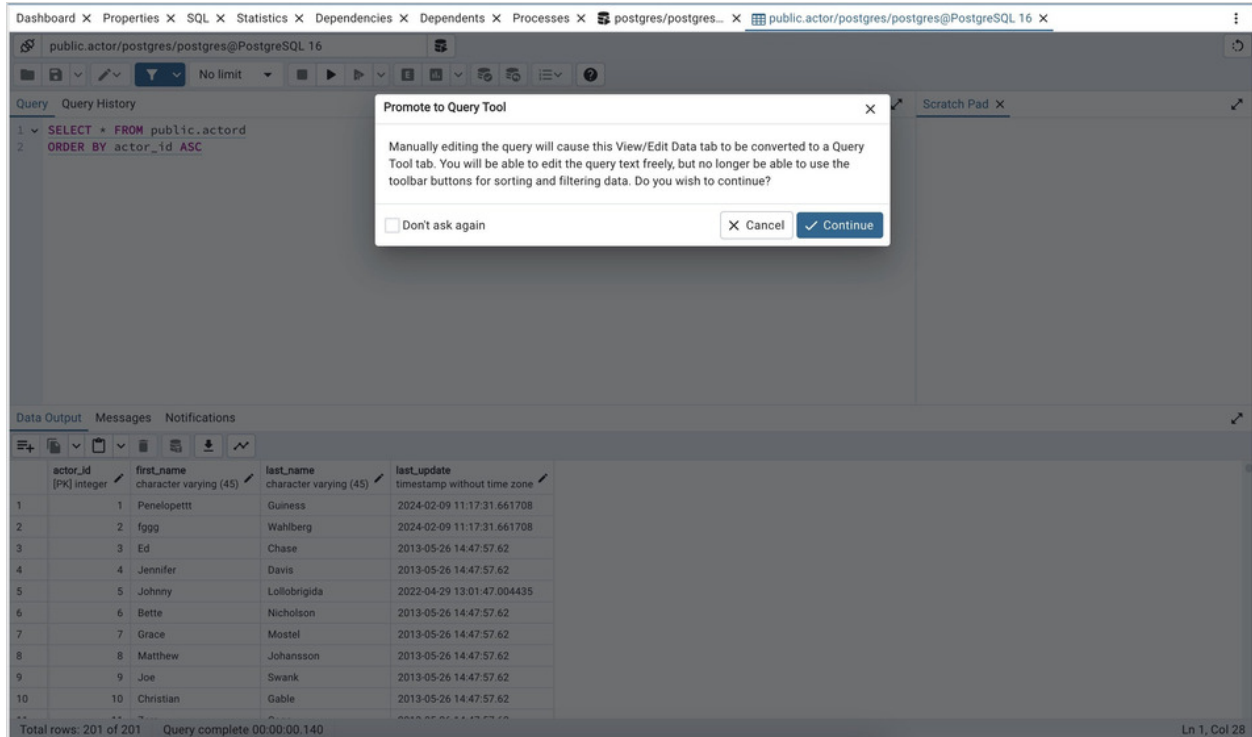 Dashboard Properties SQL Statistics Dependencies Dependents Processes postgres/postgres... public.actor/postgres/postgres@PostgreSQL 16
public.actor/postgres/postgres@PostgreSQL 16
No limit
Query Query History
Scratch Pad
1 SELECT * FROM public.actord
2 ORDER BY actor_id ASC
Promote to Query Tool
Manually editing the query will cause this View/Edit Data tab to be converted to a Query
Tool tab. You will be able to edit the query text freely, but no longer be able to use the
toolbar buttons for sorting and filtering data. Do you wish to continue?
Don't ask again Cancel Continue
Data Output Messages Notifications
actor_id first_name last_name last_update
[PK] integer character varying (45) character varying (45) timestamp without time zone
1 1 Penelopettt Guiness 2024-02-09 11:17:31.661708
2 2 fggg Wahlberg 2024-02-09 11:17:31.661708
3 3 Ed Chase 2013-05-26 14:47:57.62
4 4 Jennifer Davis 2013-05-26 14:47:57.62
5 5 Johnny Lollobrigida 2022-04-29 13:01:47.004435
6 6 Bette Nicholson 2013-05-26 14:47:57.62
7 7 Grace Mostel 2013-05-26 14:47:57.62
8 8 Matthew Johansson 2013-05-26 14:47:57.62
9 9 Joe Swank 2013-05-26 14:47:57.62
10 10 Christian Gable 2013-05-26 14:47:57.62
Total rows: 201 of 201 Query complete 00:00:00.140 Ln 1, Col 28